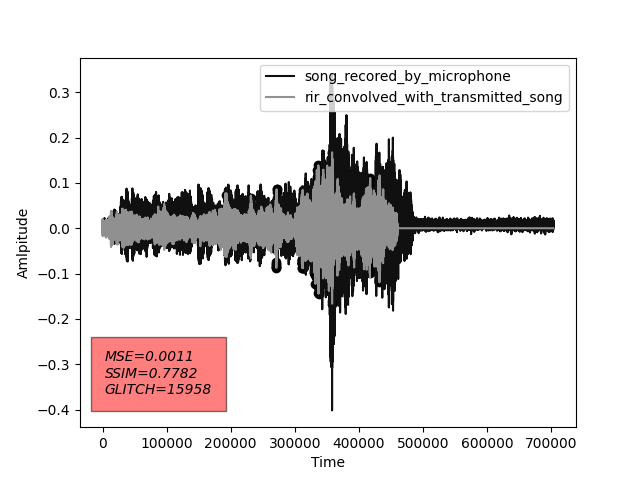 song_recored_by_microphone
rir_convolved_with_transmitted_song
0.3
0.2
0.1
0.0
−0.1
−0.2
−0.3
−0.4
Amlpitude
MSE=0.0011
SSIM=0.7782
GLITCH=15958
0 100000 200000 300000 400000 500000 600000 700000
Time